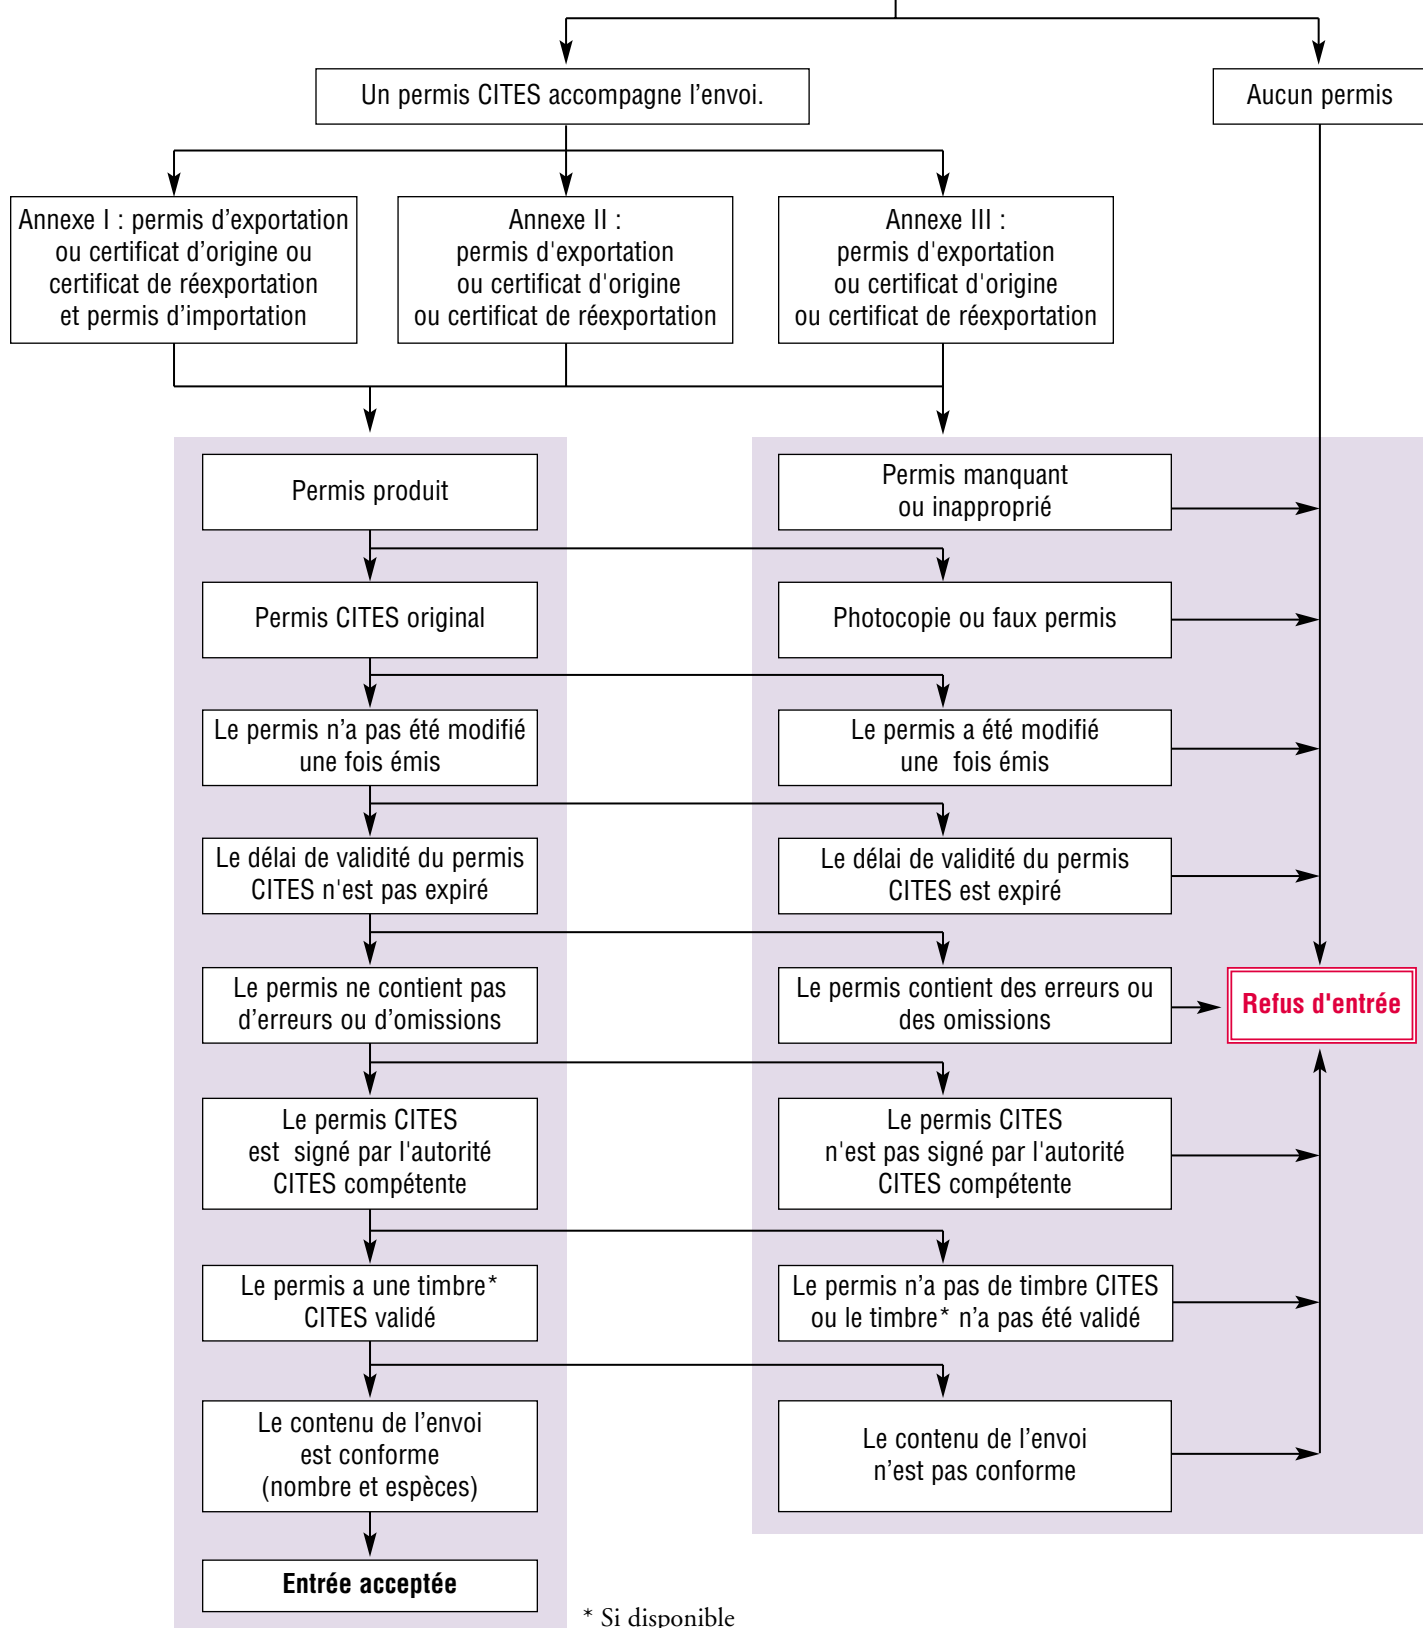 Un permis CITES accompagne l’envoi.
Aucun permis
Annexe I : permis d’exportation
ou certificat d’origine ou
certificat de réexportation
et permis d’importation
Annexe II :
permis d'exportation
ou certificat d'origine
ou certificat de réexportation
Annexe III :
permis d'exportation
ou certificat d'origine
ou certificat de réexportation
Permis produit
Permis manquant
ou inapproprié
Permis CITES original
Photocopie ou faux permis
Le permis n’a pas été modifié
une fois émis
Le permis a été modifié
une fois émis
Le délai de validité du permis
CITES n'est pas expiré
Le délai de validité du permis
CITES est expiré
Le permis ne contient pas
d’erreurs ou d’omissions
Le permis contient des erreurs ou
des omissions
Refus d'entrée
Le permis CITES
est signé par l'autorité
CITES compétente
Le permis CITES
n'est pas signé par l'autorité
CITES compétente
Le permis a une timbre*
CITES validé
Le permis n’a pas de timbre CITES
ou le timbre* n’a pas été validé
Le contenu de l’envoi
est conforme
(nombre et espèces)
Le contenu de l’envoi
n’est pas conforme
Entrée acceptée
* Si disponible